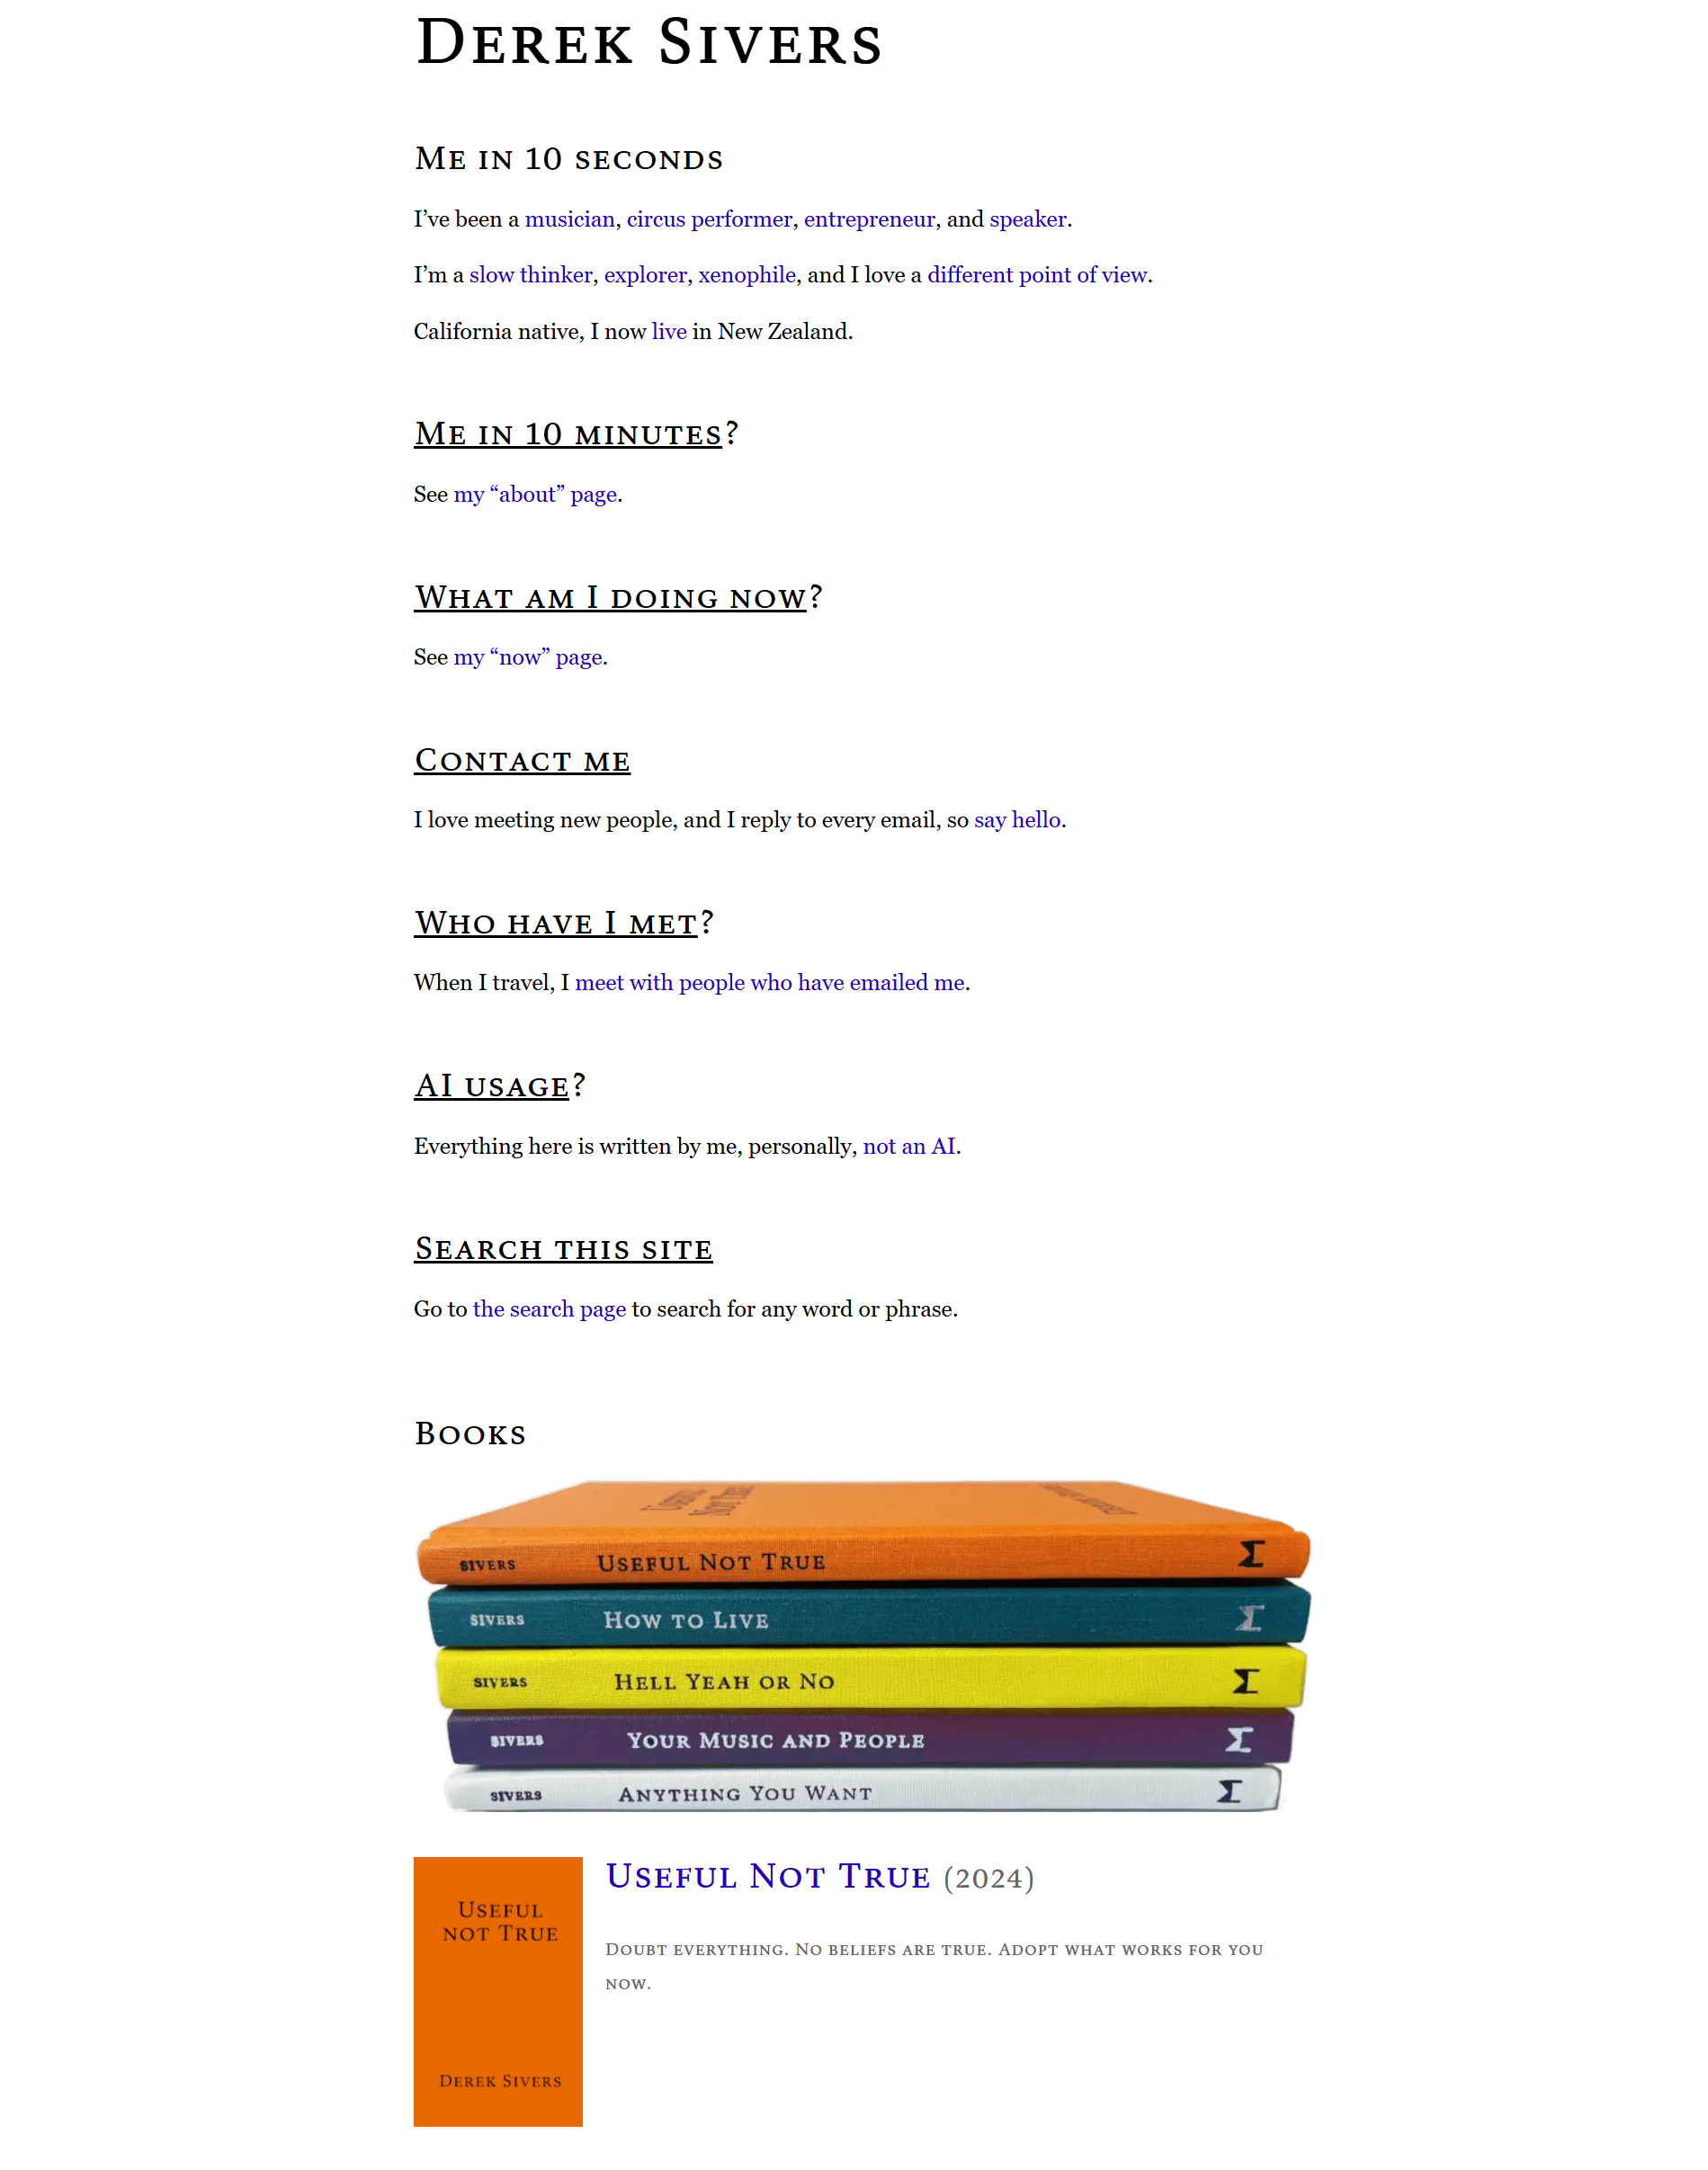 Derek Sivers
Me in 10 seconds
I’ve been a musician, circus performer, entrepreneur, and speaker.
I’m a slow thinker, explorer, xenophile, and I love a different point of view.
California native, I now live in New Zealand.
Me in 10 minutes?
See my “about” page.
What am I doing now?
See my “now” page.
Contact me
I love meeting new people, and I reply to every email, so say hello.
Who have I met?
When I travel, I meet with people who have emailed me.
AI usage?
Everything here is written by me, personally, not an AI.
Search this site
Go to the search page to search for any word or phrase.
Books
Useful
Not True
Derek Sivers
SIVERS Useful Not True Σ
SIVERS How to Live Σ
SIVERS Hell Yeah or No Σ
SIVERS Your Music and People Σ
SIVERS Anything You Want Σ
Useful
not True
Derek Sivers
Useful Not True (2024)
Doubt everything. No beliefs are true. Adopt what works for you
now.